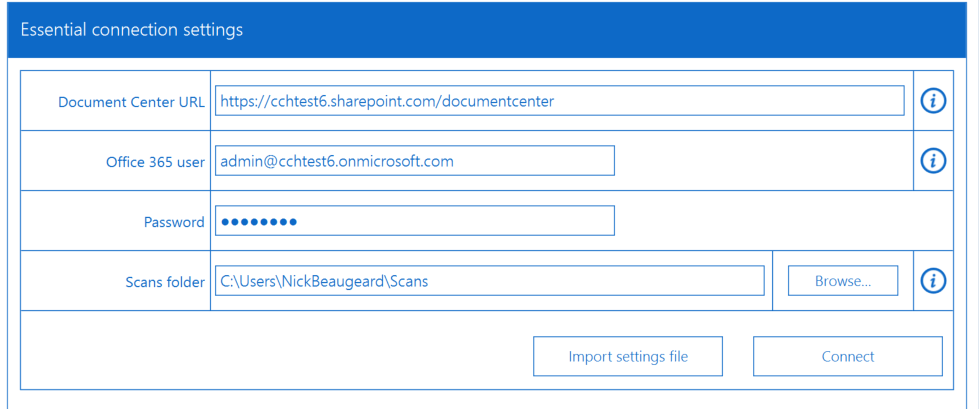 Essential connection settings
Document Center URL https://cchtest6.sharepoint.com/documentcenter
Office 365 user admin@cchtest6.onmicrosoft.com
Password ●●●●●●●●
Scans folder C:\Users\NickBeaugeard\Scans Browse...
Import settings file Connect